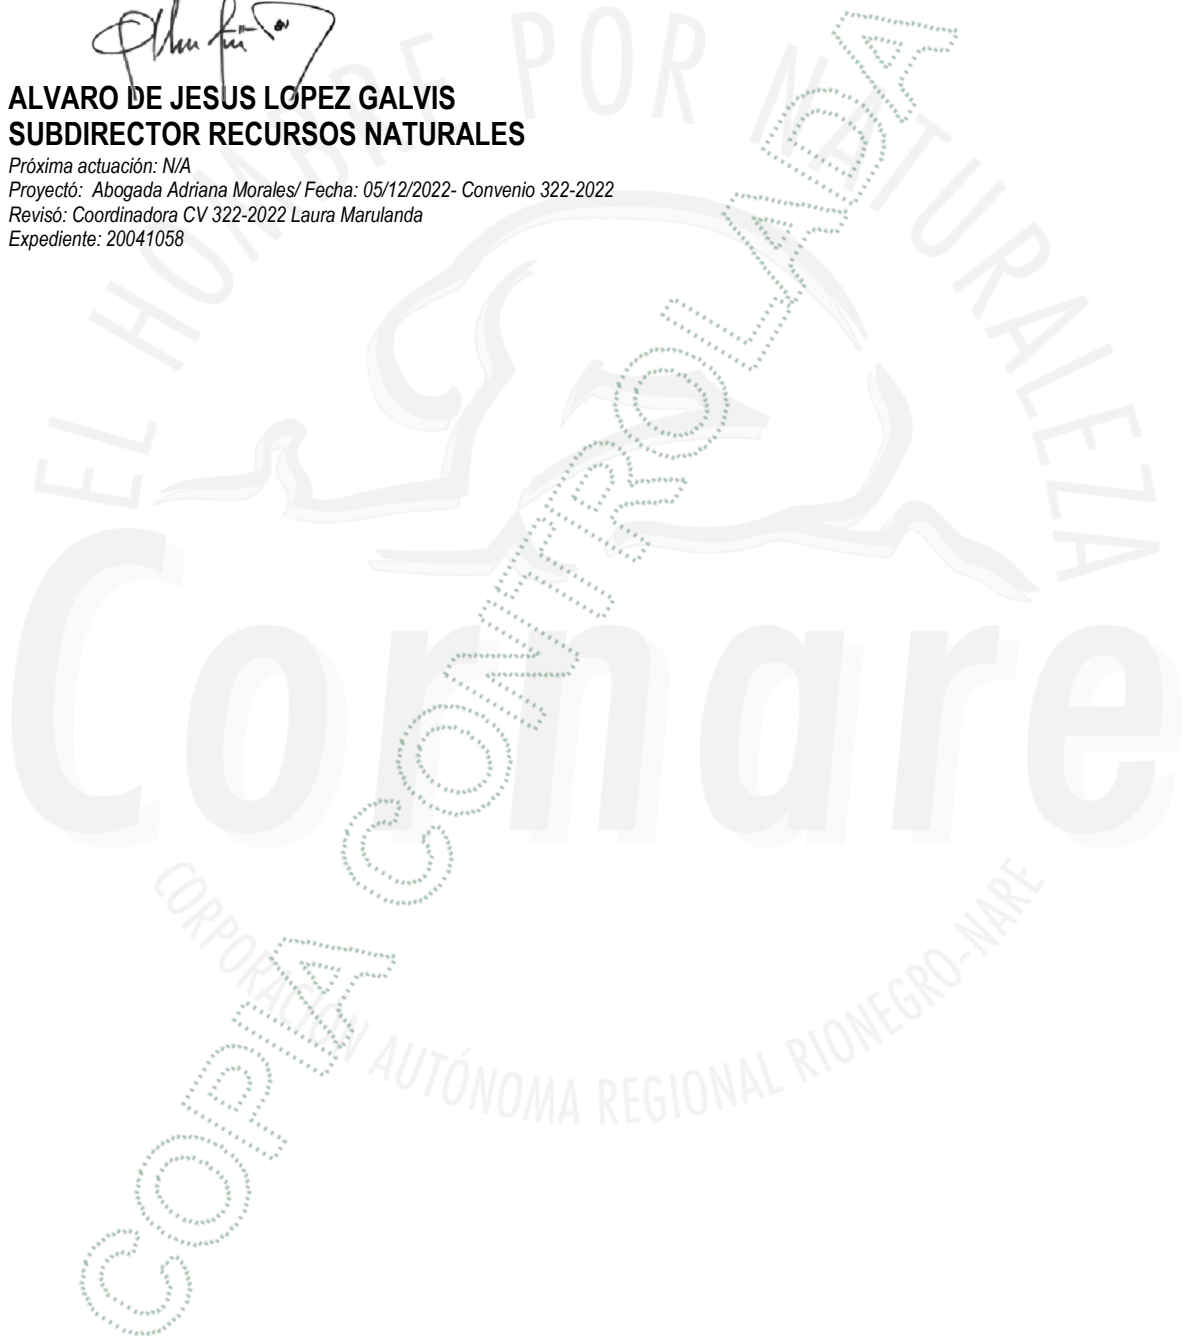 ALVARO DE JESUS LOPEZ GALVIS
SUBDIRECTOR RECURSOS NATURALES
Próxima actuación: N/A
Proyectó: Abogada Adriana Morales/ Fecha: 05/12/2022- Convenio 322-2022
Revisó: Coordinadora CV 322-2022 Laura Marulanda
Expediente: 20041058
EL HOMBRE POR NATURALEZA
Cornare
CORPORACIÓN AUTÓNOMA REGIONAL RIONEGRO-NARE
COPIA CONTROLADA